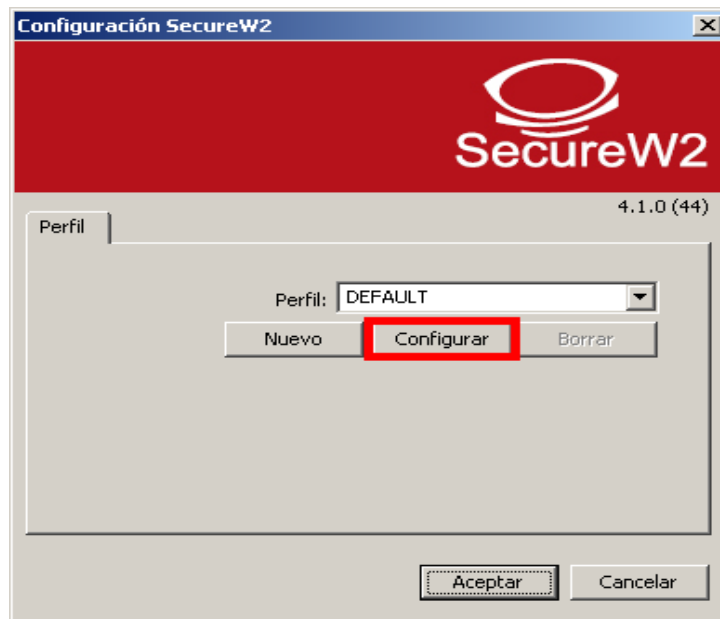 Configuración SecureW2
SecureW2
4.1.0 (44)
Perfil
Perfil: DEFAULT
Nuevo Configurar Borrar
Aceptar Cancelar